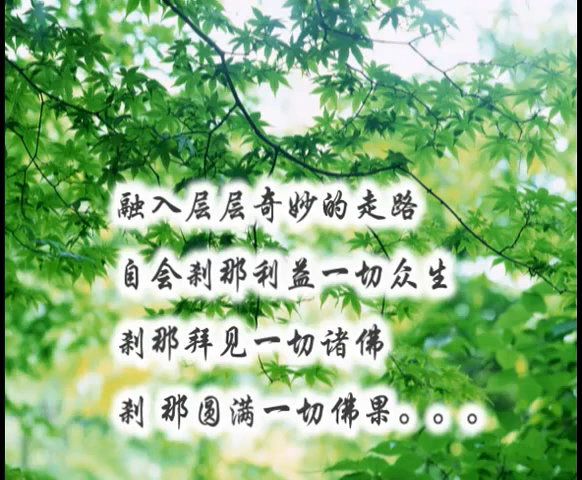 融入层层奇妙的走路
自会刹那利益一切众生
刹那拜见一切诸佛
刹 那圆满一切佛果。。。